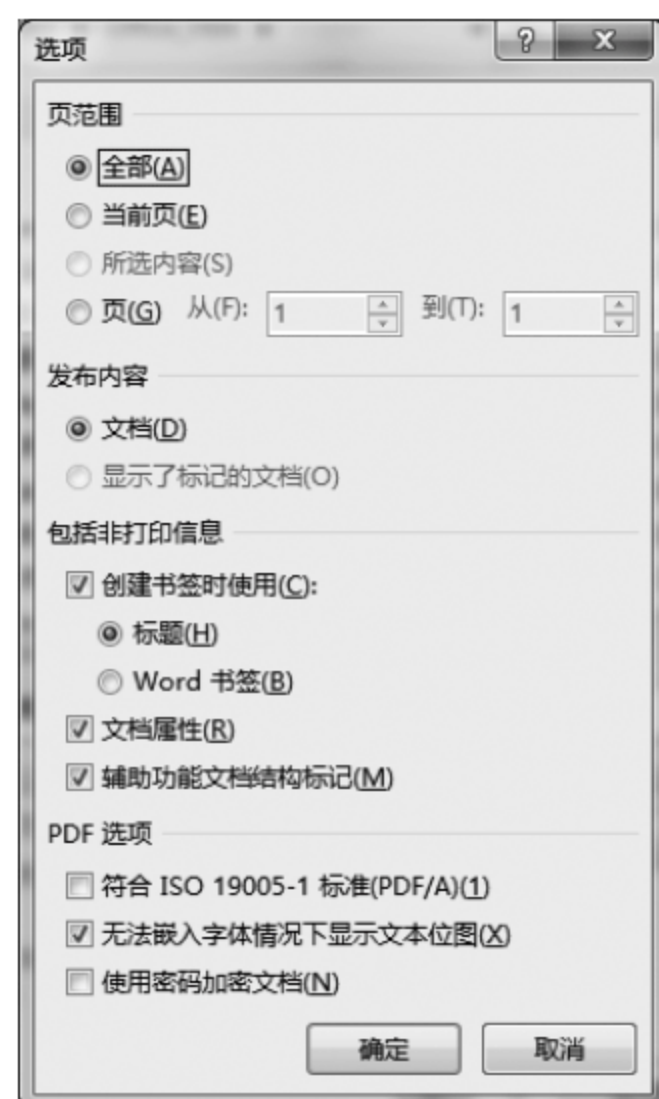 选项
页范围
全部(A)
当前页(E)
所选内容(S)
页(G) 从(F): 1 到(T): 1
发布内容
文档(D)
显示了标记的文档(O)
包括非打印信息
创建书签时使用(C):
标题(H)
Word 书签(B)
文档属性(R)
辅助功能文档结构标记(M)
PDF 选项
符合 ISO 19005-1 标准(PDF/A)(1)
无法嵌入字体情况下显示文本位图(X)
使用密码加密文档(N)
确定 取消